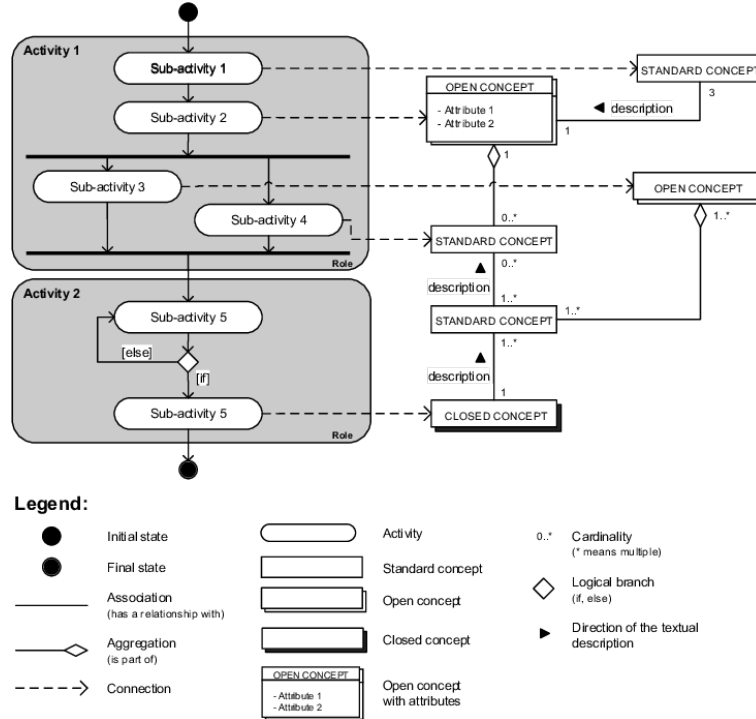 Activity 1
Sub-activity 1
STANDARD CONCEPT
3
OPEN CONCEPT
- Attribute 1
- Attribute 2
description
1
Sub-activity 2
1
Sub-activity 3
OPEN CONCEPT
1..*
Sub-activity 4
0..*
STANDARD CONCEPT
0..*
Role
description
Activity 2
1..*
Sub-activity 5
STANDARD CONCEPT
1..*
1..*
[else]
[if]
description
1
Sub-activity 5
CLOSED CONCEPT
Role
Legend:
Initial state
Final state
Association
(has a relationship with)
Aggregation
(is part of)
Connection
Activity
Standard concept
Open concept
Closed concept
OPEN CONCEPT
- Attribute 1
- Attribute 2
Open concept
with attributes
0..*
Cardinality
(* means multiple)
Logical branch
(if, else)
Direction of the textual
description